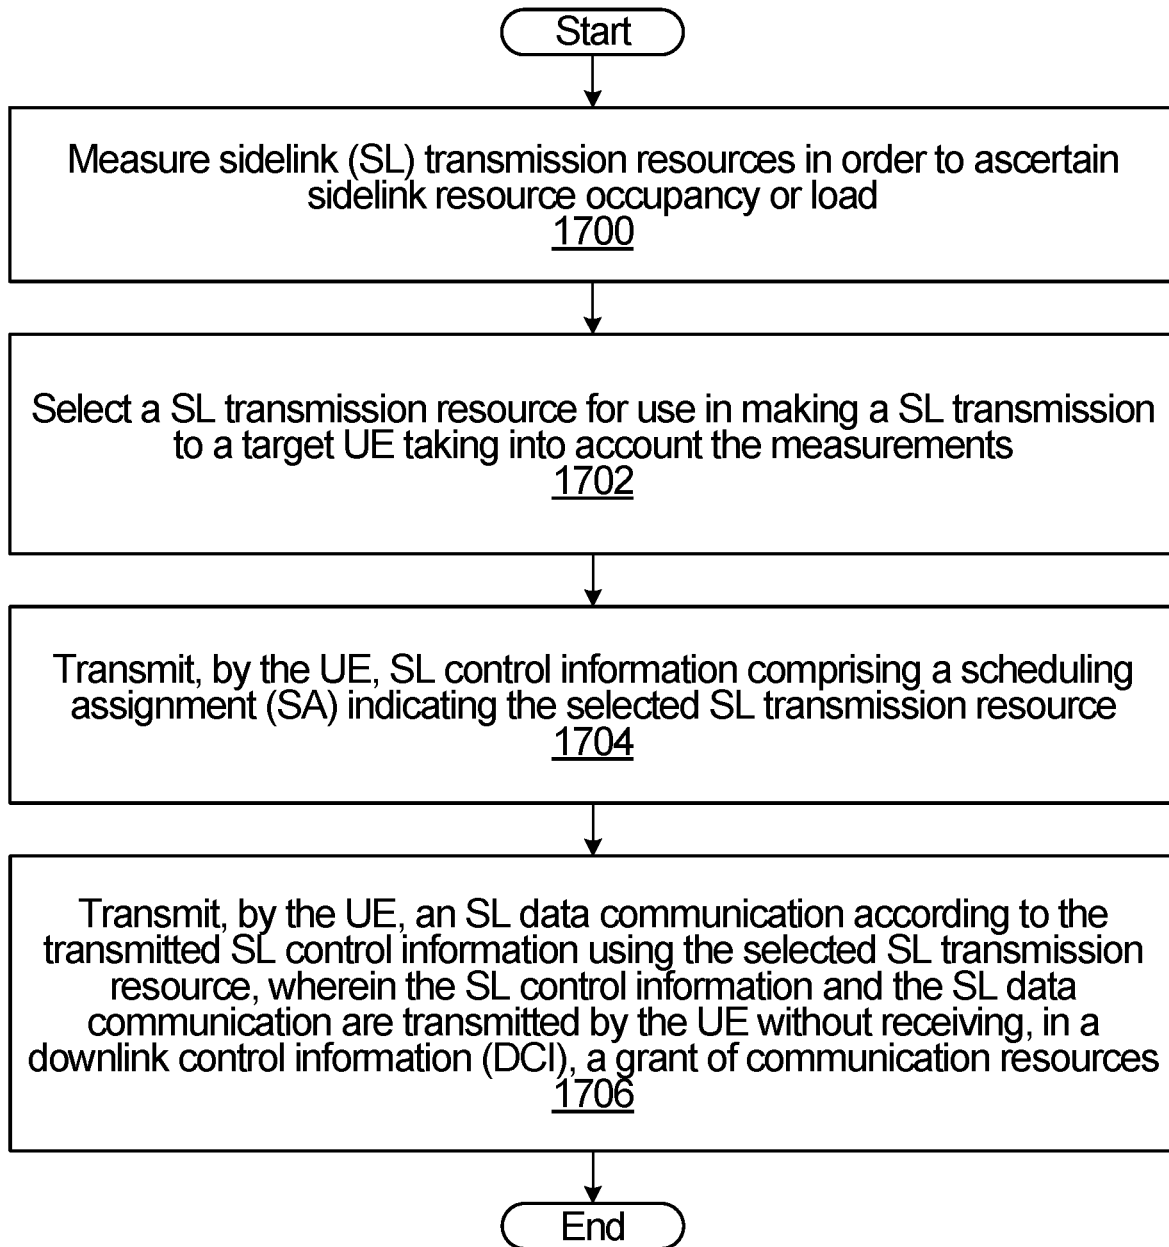 Start
Measure sidelink (SL) transmission resources in order to ascertain
sidelink resource occupancy or load
1700
Select a SL transmission resource for use in making a SL transmission
to a target UE taking into account the measurements
1702
Transmit, by the UE, SL control information comprising a scheduling
assignment (SA) indicating the selected SL transmission resource
1704
Transmit, by the UE, an SL data communication according to the
transmitted SL control information using the selected SL transmission
resource, wherein the SL control information and the SL data
communication are transmitted by the UE without receiving, in a
downlink control information (DCI), a grant of communication resources
1706
End